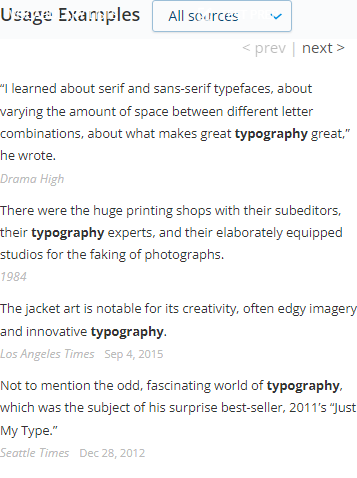 Usage Examples
All sources
< prev | next >
“I learned about serif and sans-serif typefaces, about
varying the amount of space between different letter
combinations, about what makes great typography great,”
he wrote.
Drama High
There were the huge printing shops with their subeditors,
their typography experts, and their elaborately equipped
studios for the faking of photographs.
1984
The jacket art is notable for its creativity, often edgy imagery
and innovative typography.
Los Angeles Times Sep 4, 2015
Not to mention the odd, fascinating world of typography,
which was the subject of his surprise best-seller, 2011’s “Just
My Type.”
Seattle Times Dec 28, 2012